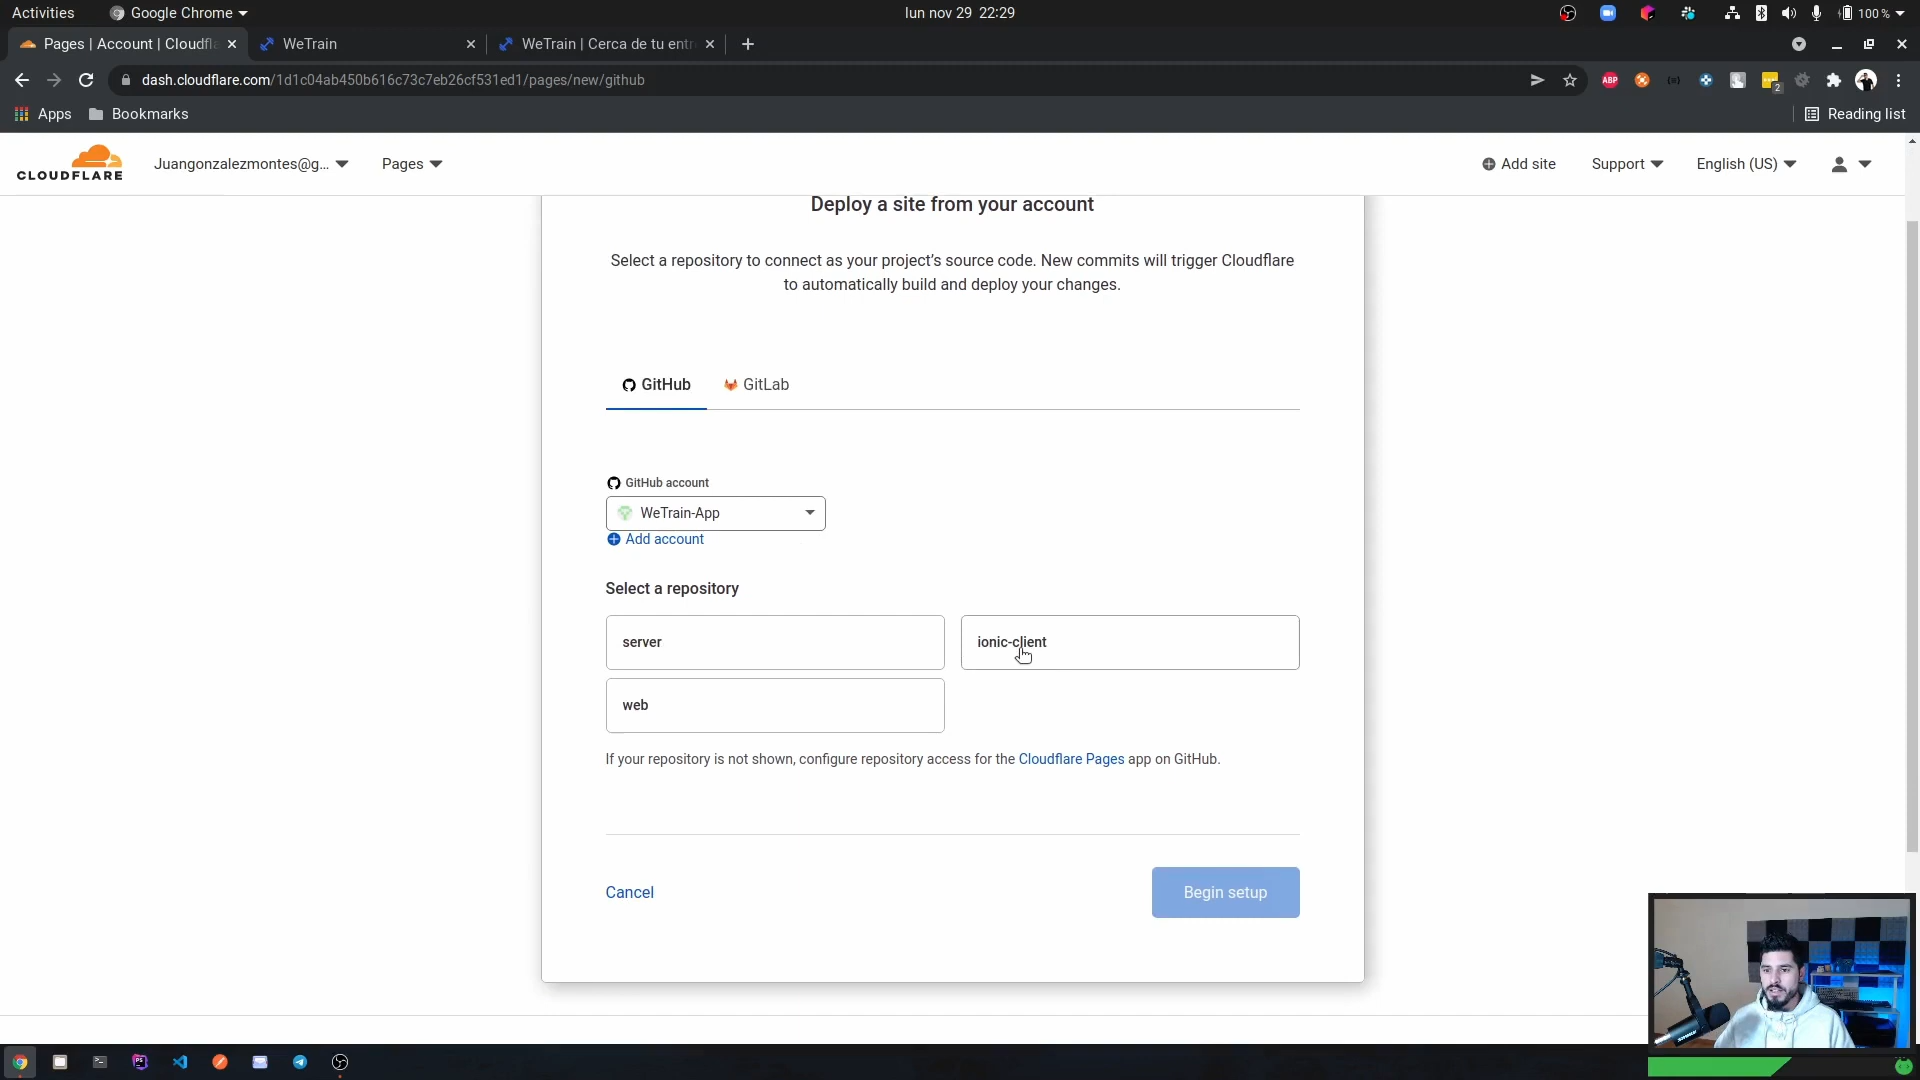 Activities
Google Chrome
lun nov 29 22:29
100 %
Pages | Account | Cloudfla
WeTrain
WeTrain | Cerca de tu entr
dash.cloudflare.com/1d1c04ab450b616c73c7eb26cf531ed1/pages/new/github
ABP
2
Apps
Bookmarks
Reading list
CLOUDFLARE
Juangonzalezmontes@g...
Pages
Add site
Support
English (US)
Deploy a site from your account
Select a repository to connect as your project's source code. New commits will trigger Cloudflare
to automatically build and deploy your changes.
GitHub
GitLab
GitHub account
WeTrain-App
Add account
Select a repository
server
ionic-client
web
If your repository is not shown, configure repository access for the Cloudflare Pages app on GitHub.
Cancel
Begin setup